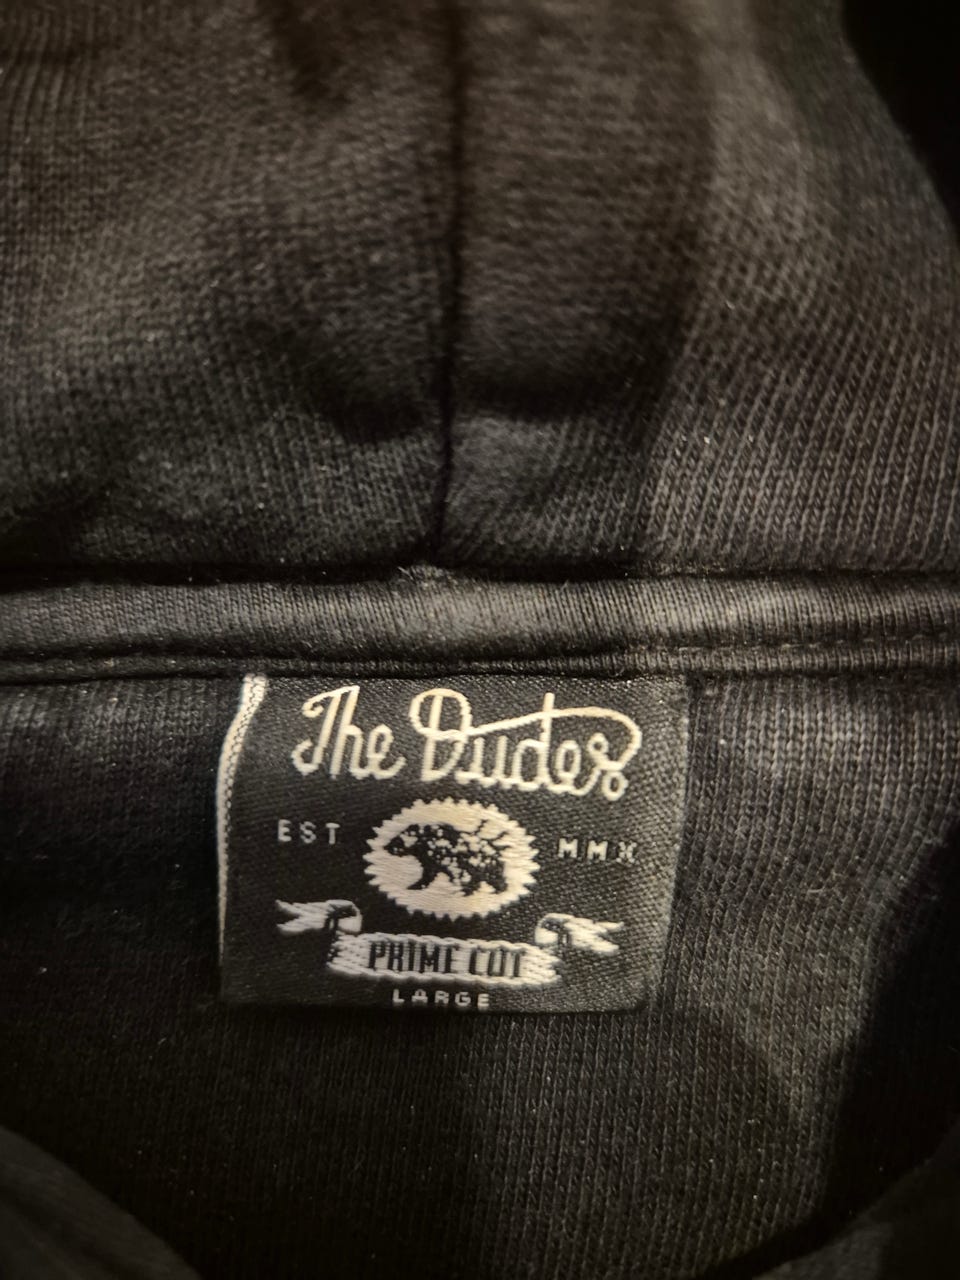 The Dudes
EST MMX
PRIME CUT
LARGE